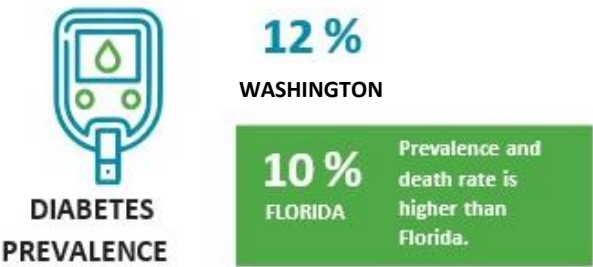 12 %
WASHINGTON
DIABETES
PREVALENCE
10 %
FLORIDA
Prevalence and
death rate is
higher than
Florida.